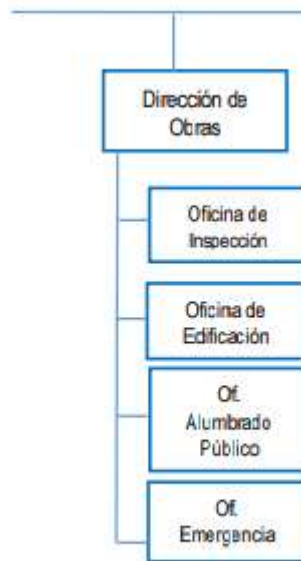 Dirección de
Obras
Oficina de
Inspección
Oficina de
Edificación
Of.
Alumbrado
Público
Of.
Emergencia